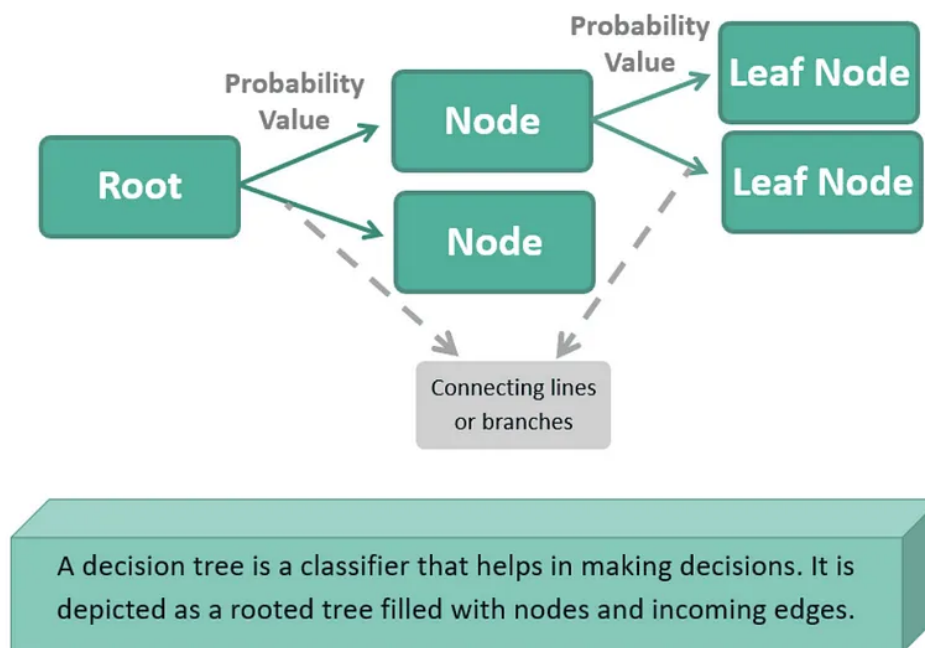 Probability
Value
Probability
Value
Root
Node
Node
Leaf Node
Leaf Node
Connecting lines
or branches
A decision tree is a classifier that helps in making decisions. It is
depicted as a rooted tree filled with nodes and incoming edges.